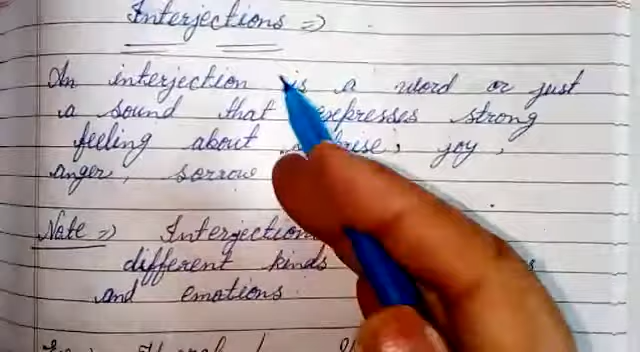 Interjections =>
An interjection is a word or just
a sound that expresses strong
feeling about surprise, joy,
anger, sorrow
Note => Interjection
different kinds
and emotions